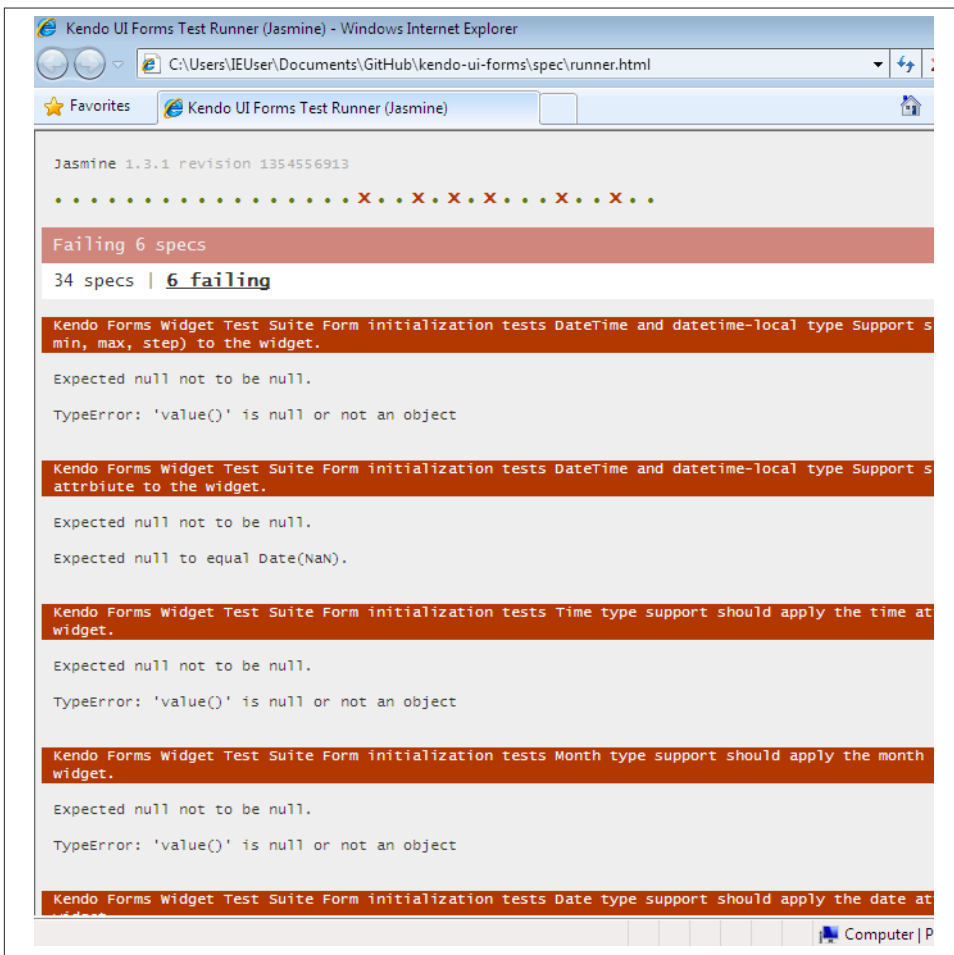 Kendo UI Forms Test Runner (Jasmine) - Windows Internet Explorer
C:\Users\IEUser\Documents\GitHub\kendo-ui-forms\spec\runner.html
Favorites
Kendo UI Forms Test Runner (Jasmine)
Jasmine 1.3.1 revision 1354556913
. . . . . . . . . . . . . . . . . x . . x . x . x . . . x . . x . .
Failing 6 specs
34 specs | 6 failing
Kendo Forms Widget Test Suite Form initialization tests DateTime and datetime-local type Support s
min, max, step) to the widget.
Expected null not to be null.
TypeError: 'value()' is null or not an object
Kendo Forms Widget Test Suite Form initialization tests DateTime and datetime-local type Support s
attrbiute to the widget.
Expected null not to be null.
Expected null to equal Date(NaN).
Kendo Forms Widget Test Suite Form initialization tests Time type support should apply the time at
widget.
Expected null not to be null.
TypeError: 'value()' is null or not an object
Kendo Forms Widget Test Suite Form initialization tests Month type support should apply the month
widget.
Expected null not to be null.
TypeError: 'value()' is null or not an object
Kendo Forms Widget Test Suite Form initialization tests Date type support should apply the date at
Computer | P